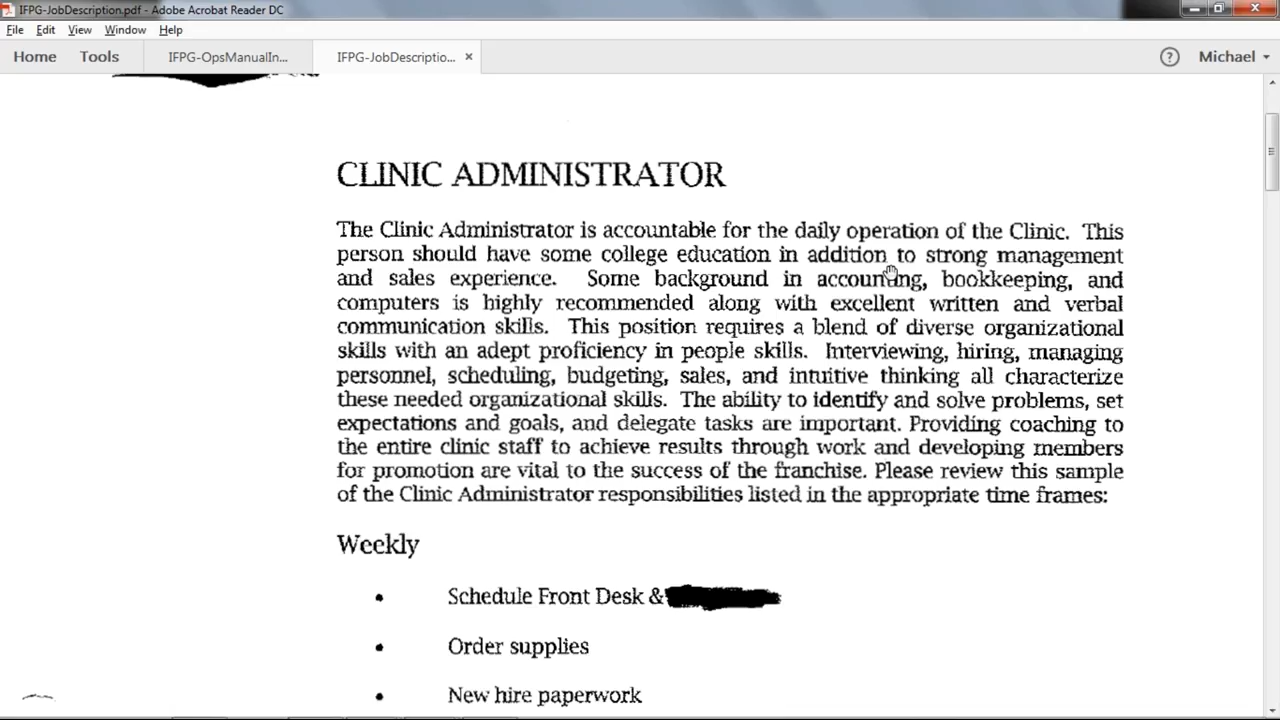 IFPG-JobDescription.pdf - Adobe Acrobat Reader DC
File Edit View Window Help
Home Tools IFPG-OpsManualIn... IFPG-JobDescriptio... × ? Michael
CLINIC ADMINISTRATOR
The Clinic Administrator is accountable for the daily operation of the Clinic. This
person should have some college education in addition to strong management
and sales experience. Some background in accounting, bookkeeping, and
computers is highly recommended along with excellent written and verbal
communication skills. This position requires a blend of diverse organizational
skills with an adept proficiency in people skills. Interviewing, hiring, managing
personnel, scheduling, budgeting, sales, and intuitive thinking all characterize
these needed organizational skills. The ability to identify and solve problems, set
expectations and goals, and delegate tasks are important. Providing coaching to
the entire clinic staff to achieve results through work and developing members
for promotion are vital to the success of the franchise. Please review this sample
of the Clinic Administrator responsibilities listed in the appropriate time frames:
Weekly
• Schedule Front Desk &
• Order supplies
• New hire paperwork